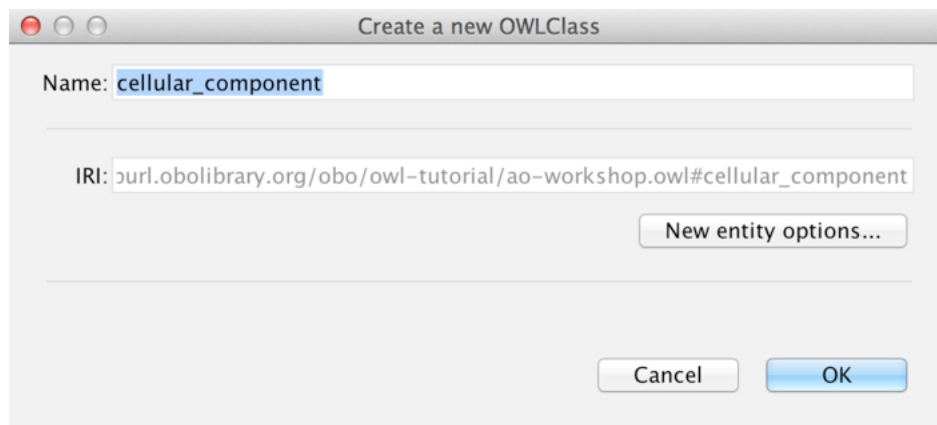 Create a new OWLClass
Name: cellular_component
IRI: purl.obolibrary.org/obo/owl-tutorial/ao-workshop.owl#cellular_component
New entity options...
Cancel OK